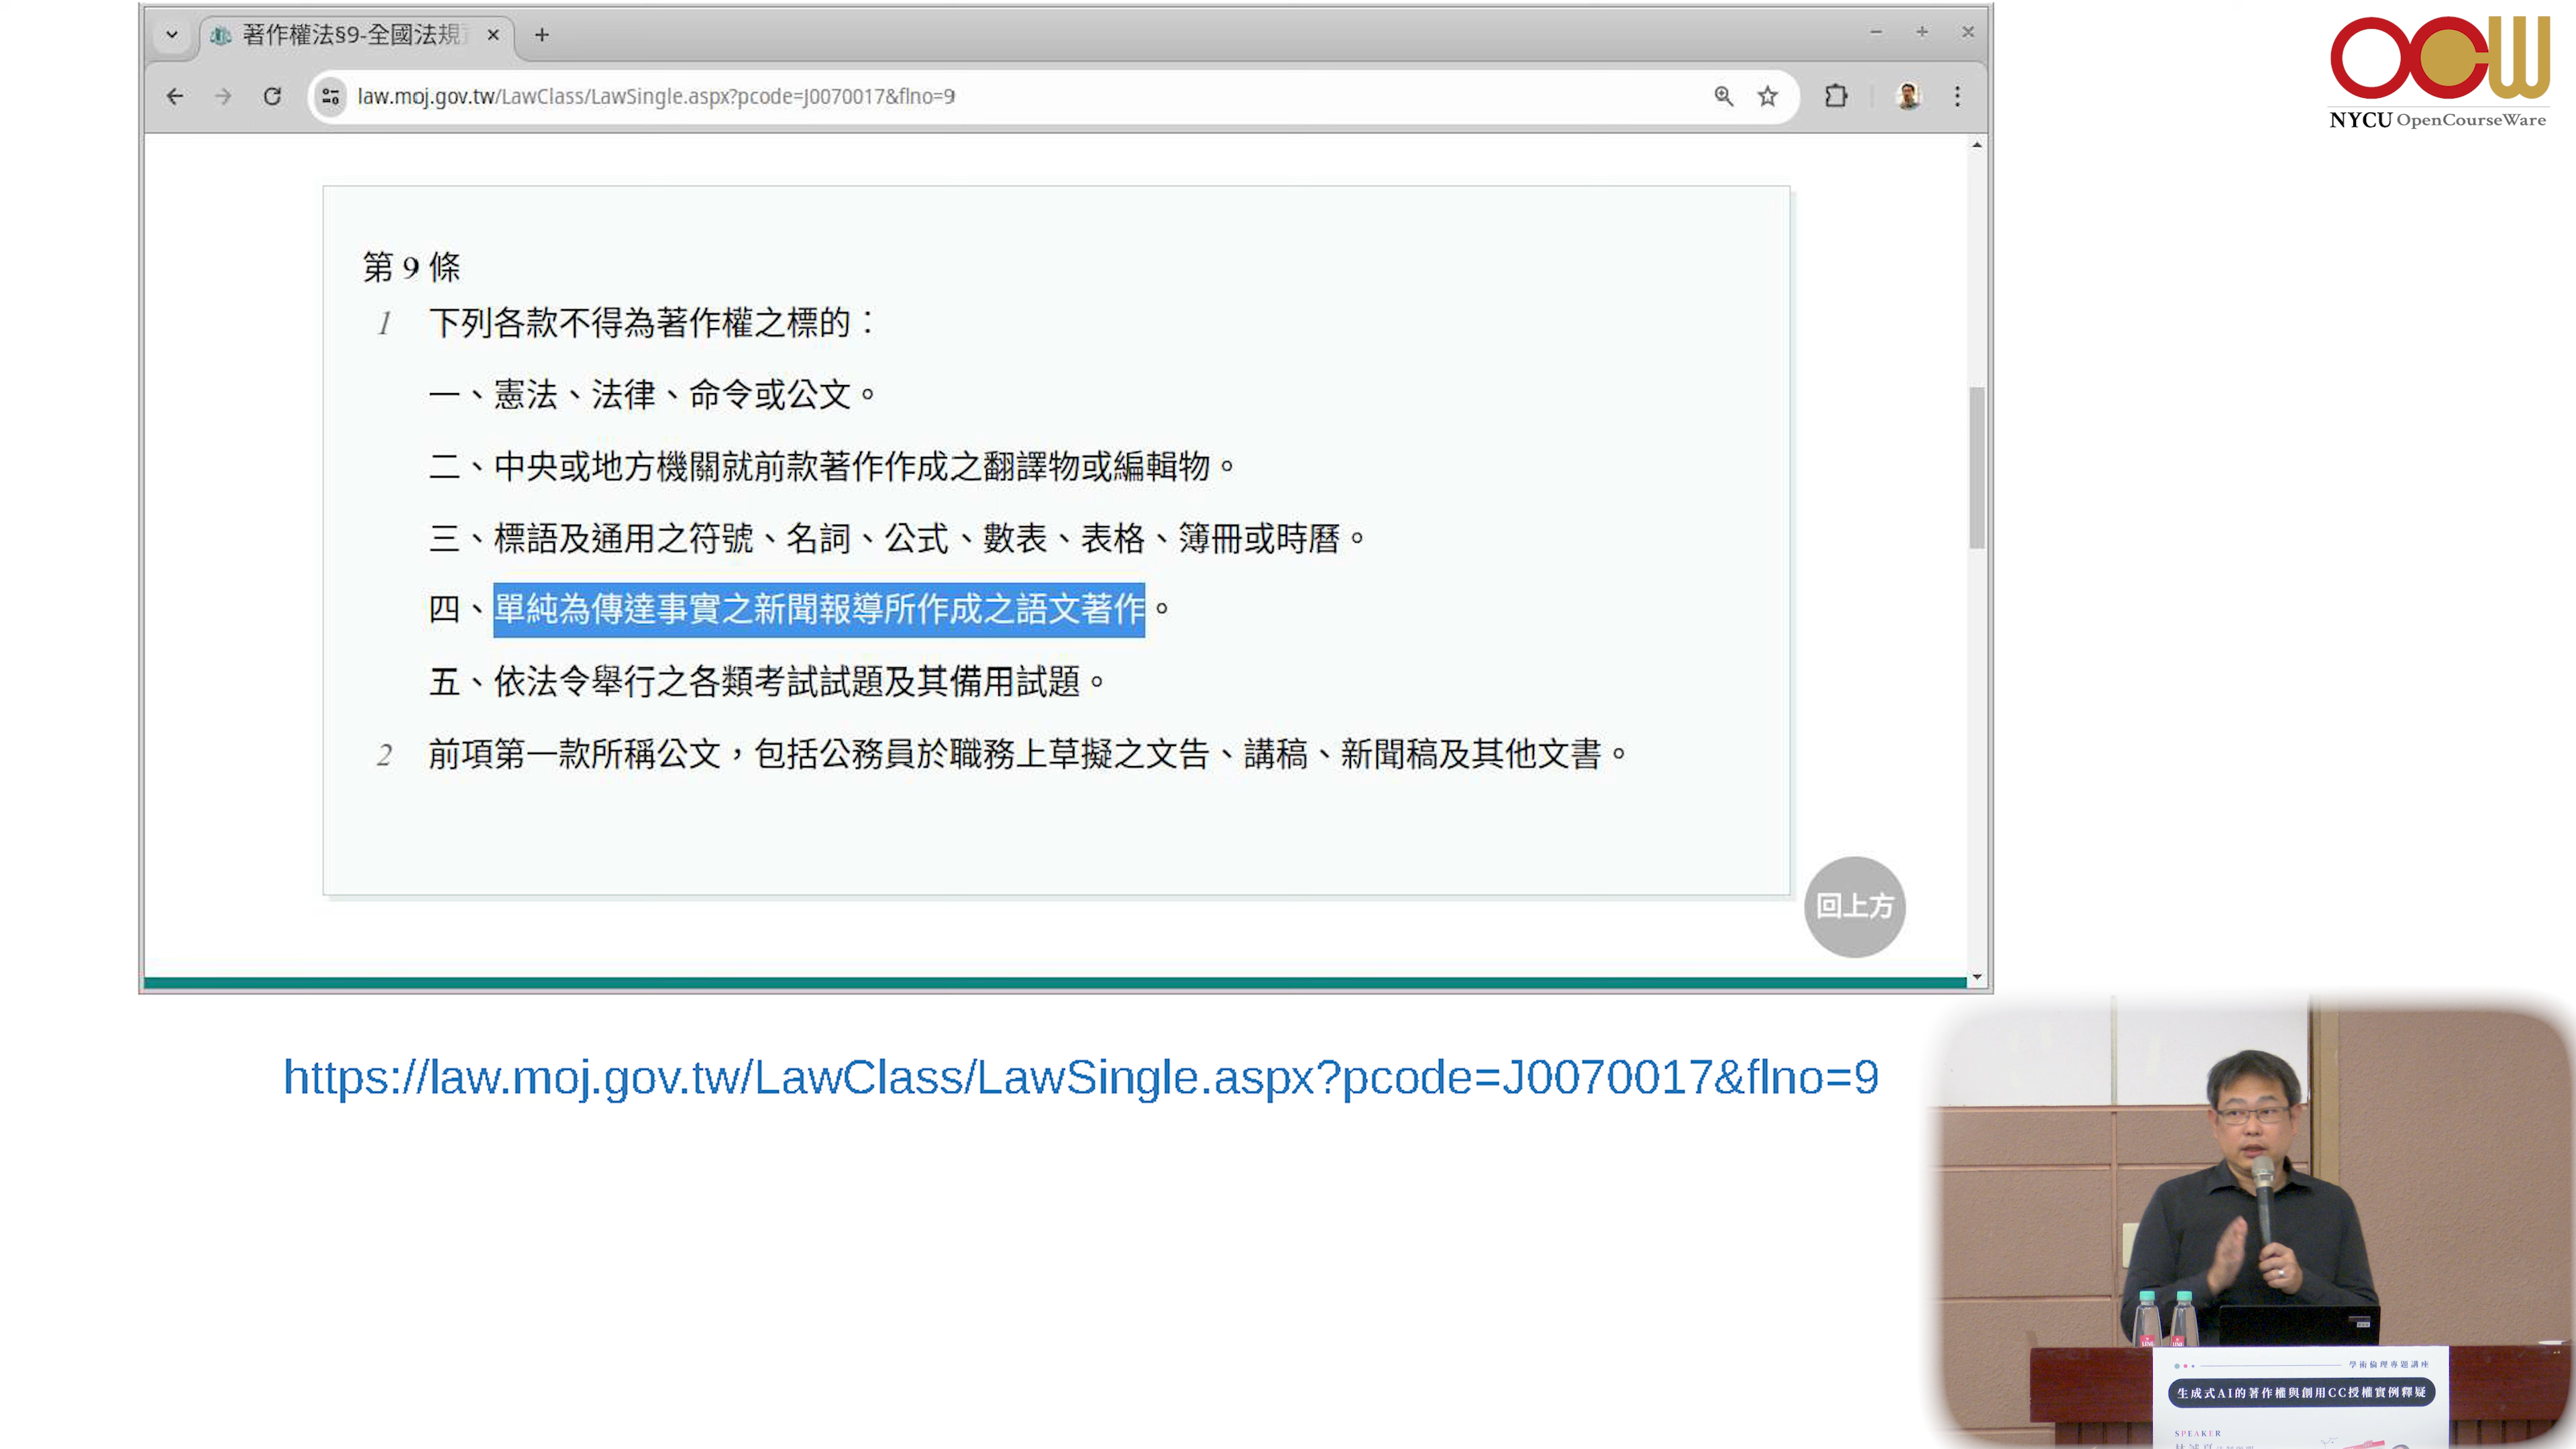 著作權法§9-全國法規
law.moj.gov.tw/LawClass/LawSingle.aspx?pcode=J0070017&flno=9
OCW
NYCU OpenCourseWare
第 9 條
1 下列各款不得為著作權之標的：
一、憲法、法律、命令或公文。
二、中央或地方機關就前款著作作成之翻譯物或編輯物。
三、標語及通用之符號、名詞、公式、數表、表格、簿冊或時曆。
四、單純為傳達事實之新聞報導所作成之語文著作。
五、依法令舉行之各類考試試題及其備用試題。
2 前項第一款所稱公文，包括公務員於職務上草擬之文告、講稿、新聞稿及其他文書。
回上方
https://law.moj.gov.tw/LawClass/LawSingle.aspx?pcode=J0070017&flno=9
學術倫理專題講座
生成式AI的著作權與創用CC授權實例釋疑
SPEAKER